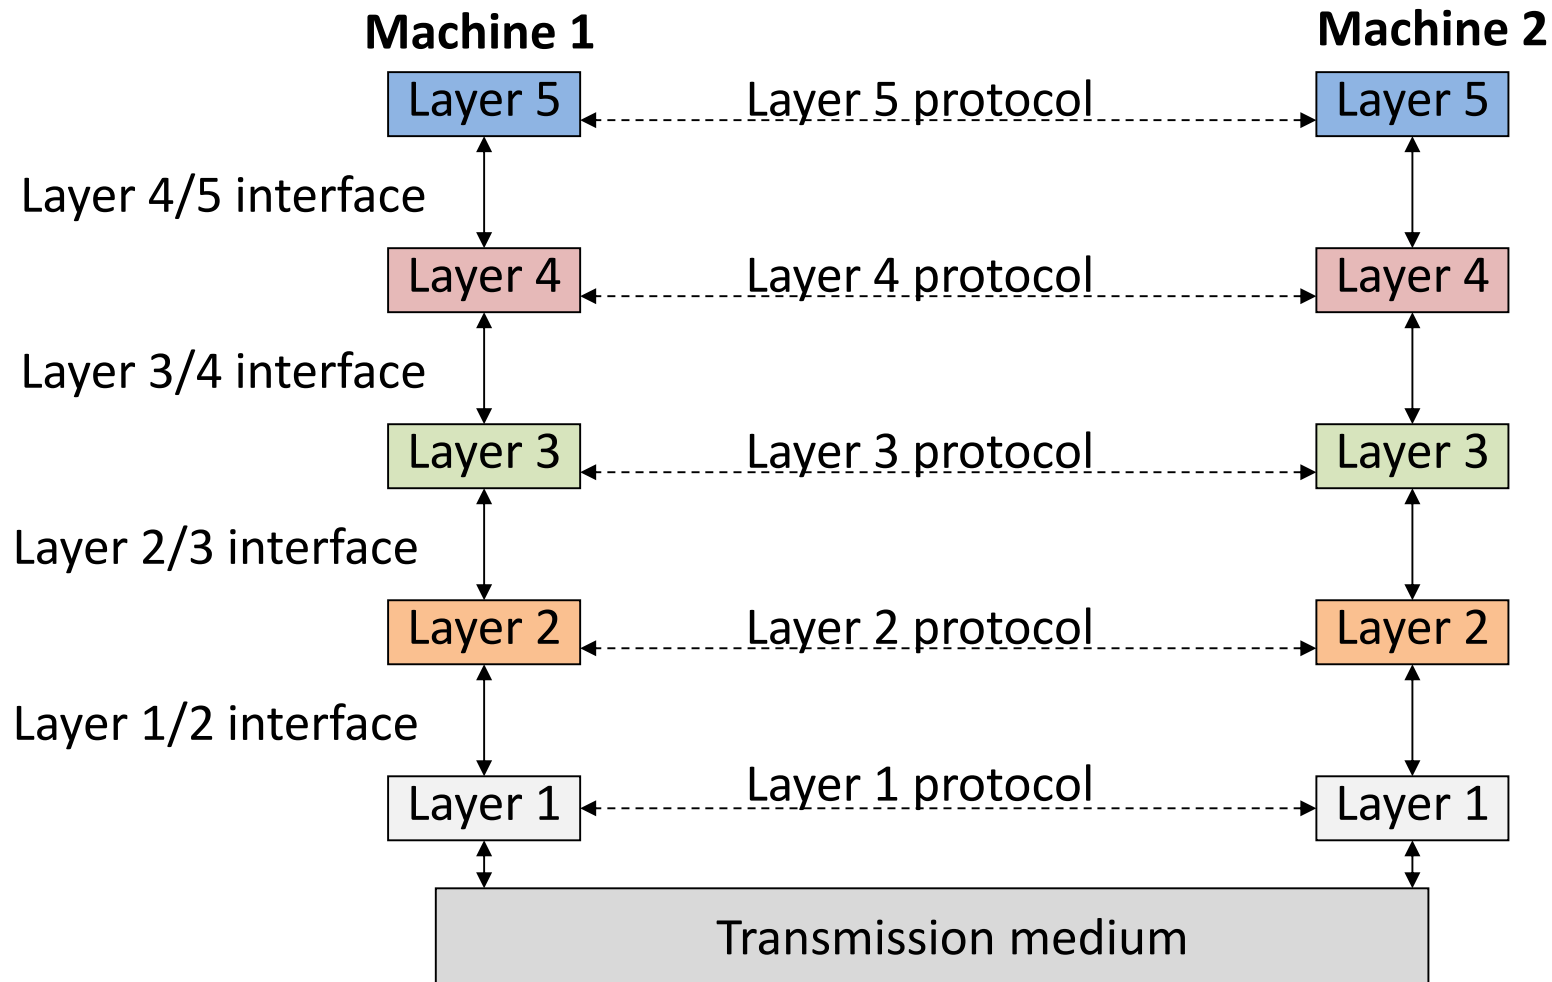 Machine 1
Machine 2
Layer 5
Layer 5 protocol
Layer 5
Layer 4/5 interface
Layer 4
Layer 4 protocol
Layer 4
Layer 3/4 interface
Layer 3
Layer 3 protocol
Layer 3
Layer 2/3 interface
Layer 2
Layer 2 protocol
Layer 2
Layer 1/2 interface
Layer 1
Layer 1 protocol
Layer 1
Transmission medium